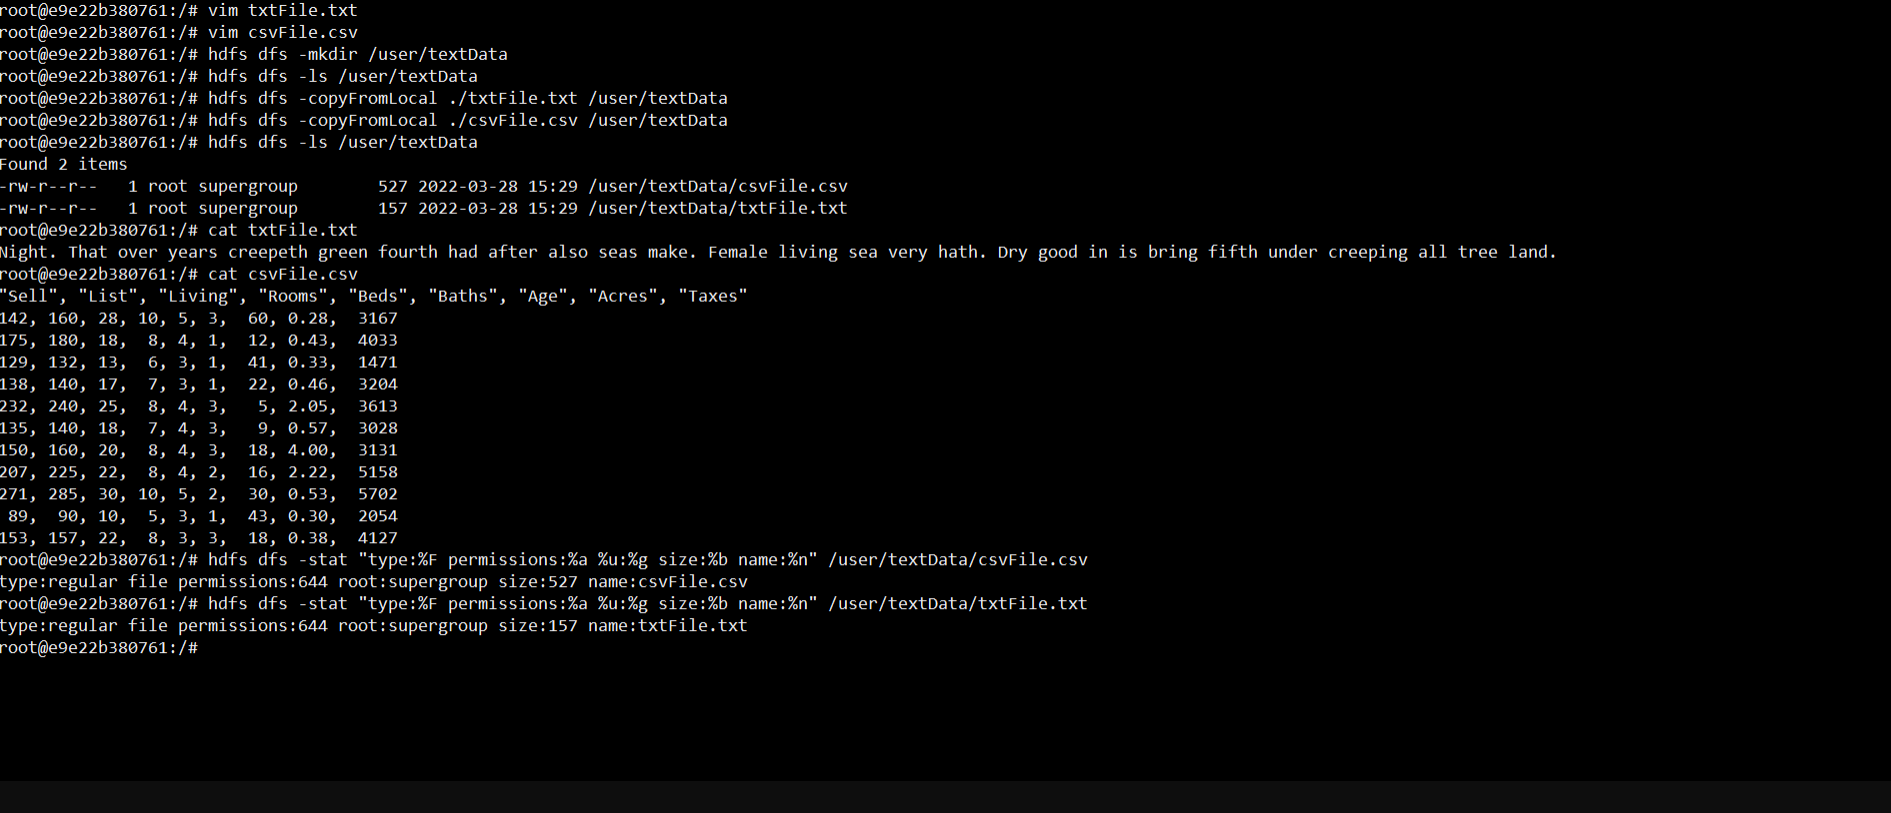 root@e9e22b380761:/# vim txtFile.txt
root@e9e22b380761:/# vim csvFile.csv
root@e9e22b380761:/# hdfs dfs -mkdir /user/textData
root@e9e22b380761:/# hdfs dfs -ls /user/textData
root@e9e22b380761:/# hdfs dfs -copyFromLocal ./txtFile.txt /user/textData
root@e9e22b380761:/# hdfs dfs -copyFromLocal ./csvFile.csv /user/textData
root@e9e22b380761:/# hdfs dfs -ls /user/textData
Found 2 items
-rw-r--r--   1 root supergroup        527 2022-03-28 15:29 /user/textData/csvFile.csv
-rw-r--r--   1 root supergroup        157 2022-03-28 15:29 /user/textData/txtFile.txt
root@e9e22b380761:/# cat txtFile.txt
Night. That over years creepeth green fourth had after also seas make. Female living sea very hath. Dry good in is bring fifth under creeping all tree land.
root@e9e22b380761:/# cat csvFile.csv
"Sell", "List", "Living", "Rooms", "Beds", "Baths", "Age", "Acres", "Taxes"
142, 160, 28, 10, 5, 3,  60, 0.28,  3167
175, 180, 18,  8, 4, 1,  12, 0.43,  4033
129, 132, 13,  6, 3, 1,  41, 0.33,  1471
138, 140, 17,  7, 3, 1,  22, 0.46,  3204
232, 240, 25,  8, 4, 3,   5, 2.05,  3613
135, 140, 18,  7, 4, 3,   9, 0.57,  3028
150, 160, 20,  8, 4, 3,  18, 4.00,  3131
207, 225, 22,  8, 4, 2,  16, 2.22,  5158
271, 285, 30, 10, 5, 2,  30, 0.53,  5702
 89,  90, 10,  5, 3, 1,  43, 0.30,  2054
153, 157, 22,  8, 3, 3,  18, 0.38,  4127
root@e9e22b380761:/# hdfs dfs -stat "type:%F permissions:%a %u:%g size:%b name:%n" /user/textData/csvFile.csv
type:regular file permissions:644 root:supergroup size:527 name:csvFile.csv
root@e9e22b380761:/# hdfs dfs -stat "type:%F permissions:%a %u:%g size:%b name:%n" /user/textData/txtFile.txt
type:regular file permissions:644 root:supergroup size:157 name:txtFile.txt
root@e9e22b380761:/#